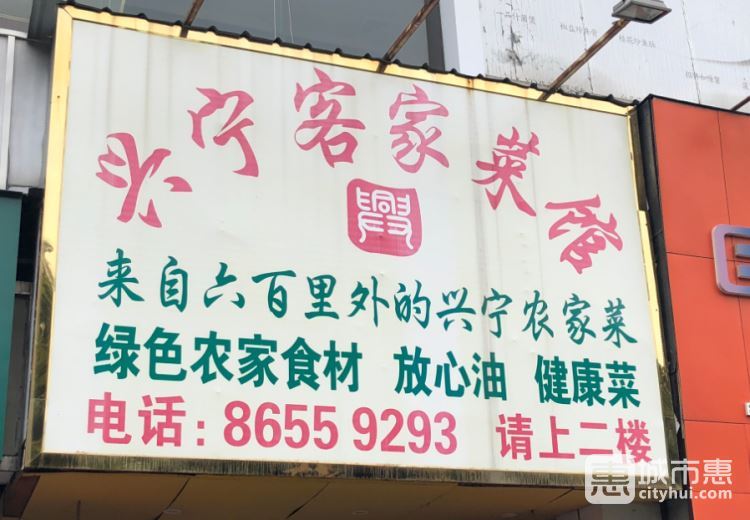 兴宁客家菜馆
興
来自六百里外的兴宁农家菜
绿色农家食材 放心油 健康菜
电话:8655 9293 请上二楼
惠 城市惠
cityhui.com